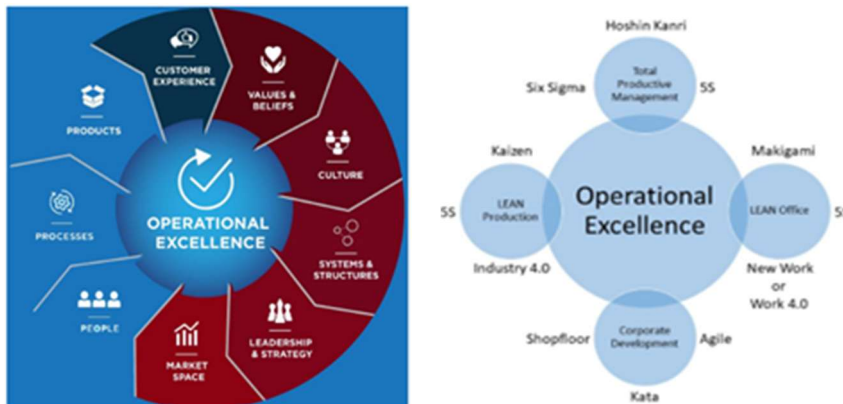 CUSTOMER
EXPERIENCE
VALUES &
BELIEFS
CULTURE
SYSTEMS &
STRUCTURES
LEADERSHIP
& STRATEGY
MARKET
SPACE
PEOPLE
PROCESSES
PRODUCTS
OPERATIONAL
EXCELLENCE
Hoshin Kanri
Six Sigma
Total
Productive
Management
5S
Kaizen
5S
LEAN
Production
Industry 4.0
Operational
Excellence
Makigami
LEAN Office
New Work
or
Work 4.0
Shopfloor
Corporate
Development
Agile
Kata